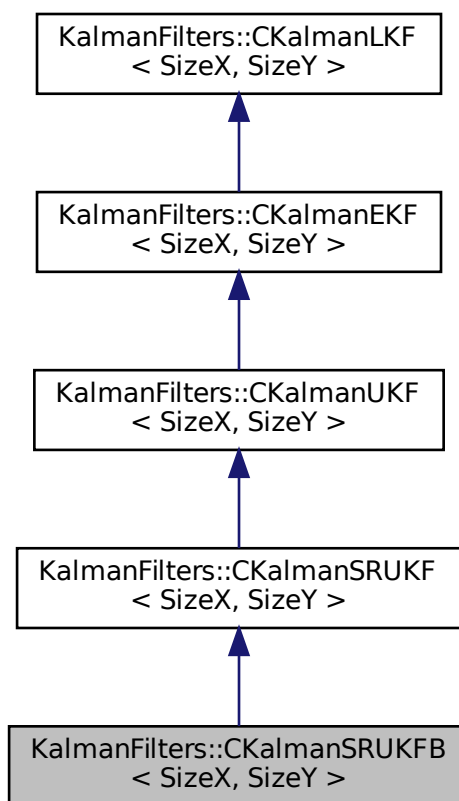 KalmanFilters::CKalmanLKF
< SizeX, SizeY >
KalmanFilters::CKalmanEKF
< SizeX, SizeY >
KalmanFilters::CKalmanUKF
< SizeX, SizeY >
KalmanFilters::CKalmanSRUKF
< SizeX, SizeY >
KalmanFilters::CKalmanSRUKFB
< SizeX, SizeY >